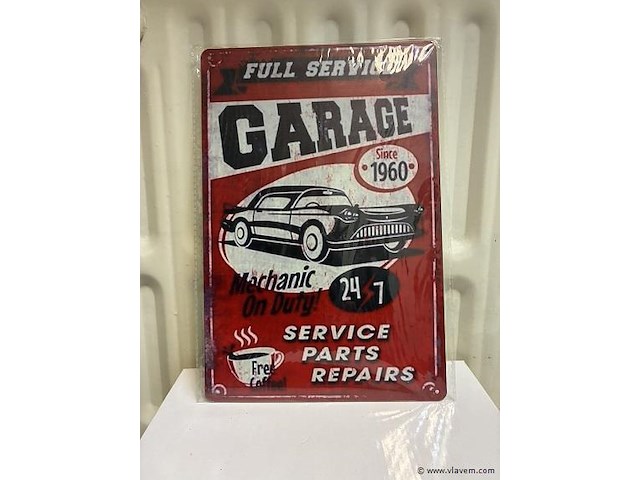 FULL SERVICE
GARAGE
Since
1960
Mechanic
On Duty!
24 7
SERVICE
PARTS
REPAIRS
Free
Coffee!
© www.vlavem.com